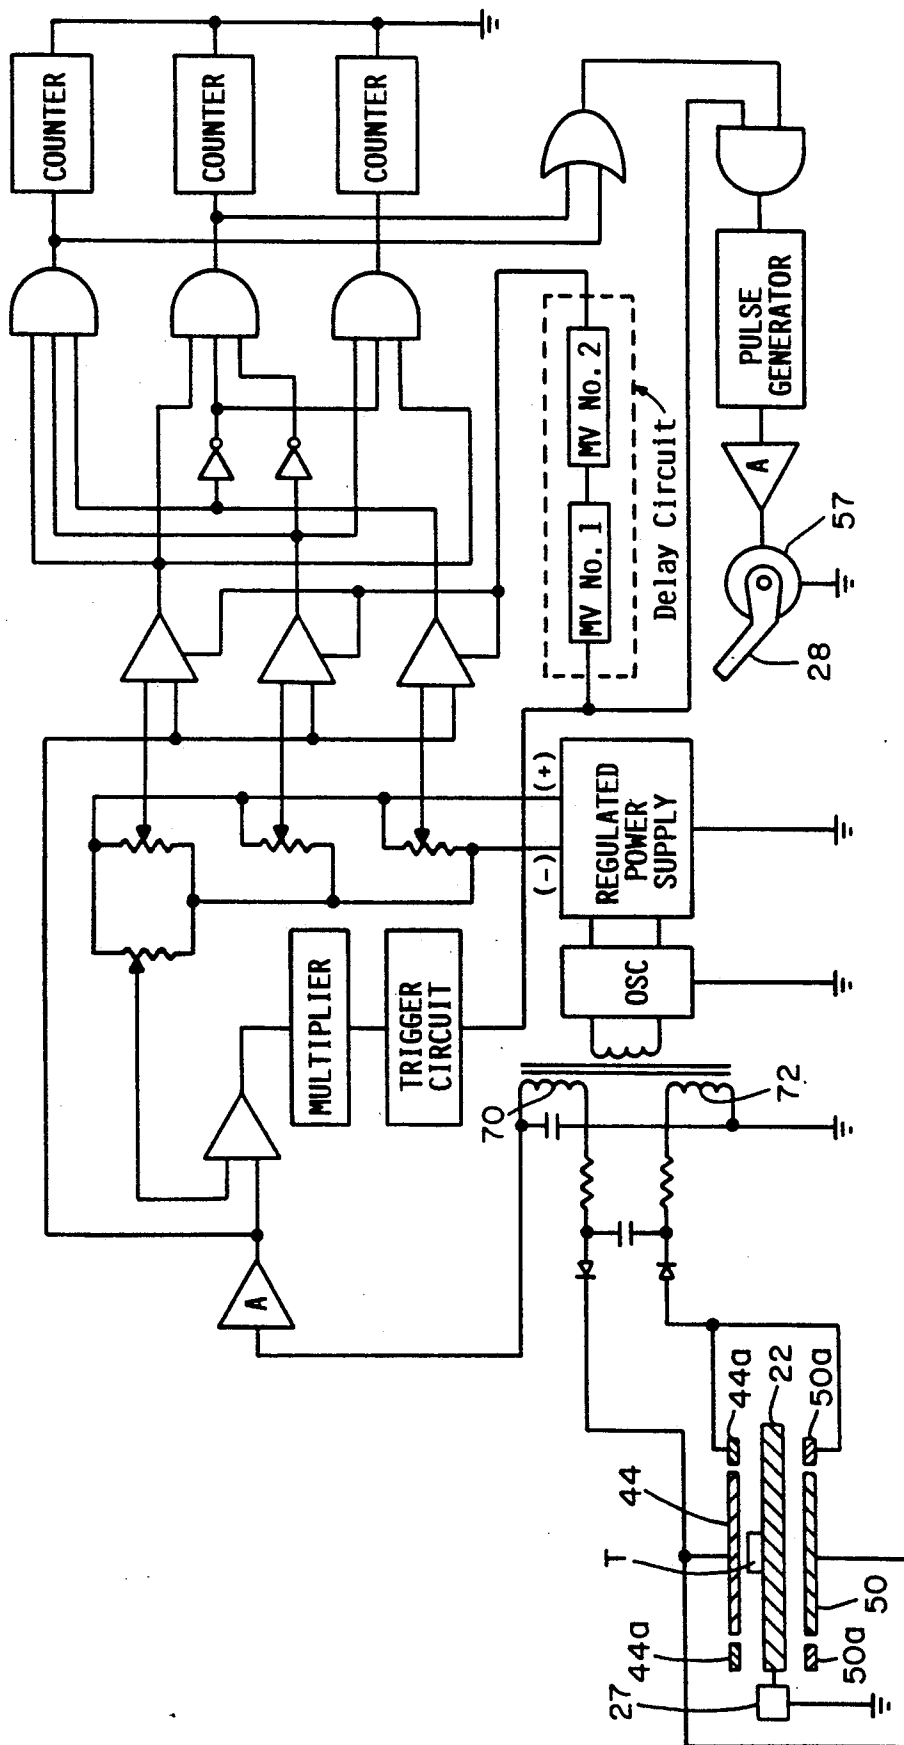 COUNTER
COUNTER
COUNTER
PULSE
GENERATOR
MV No. 2
MV No. 1
Delay Circuit
A
57
28
(+)
(-)
REGULATED
POWER
SUPPLY
OSC
MULTIPLIER
TRIGGER
CIRCUIT
70
72
A
44a
22
50a
44
T
50
44a
50a
27